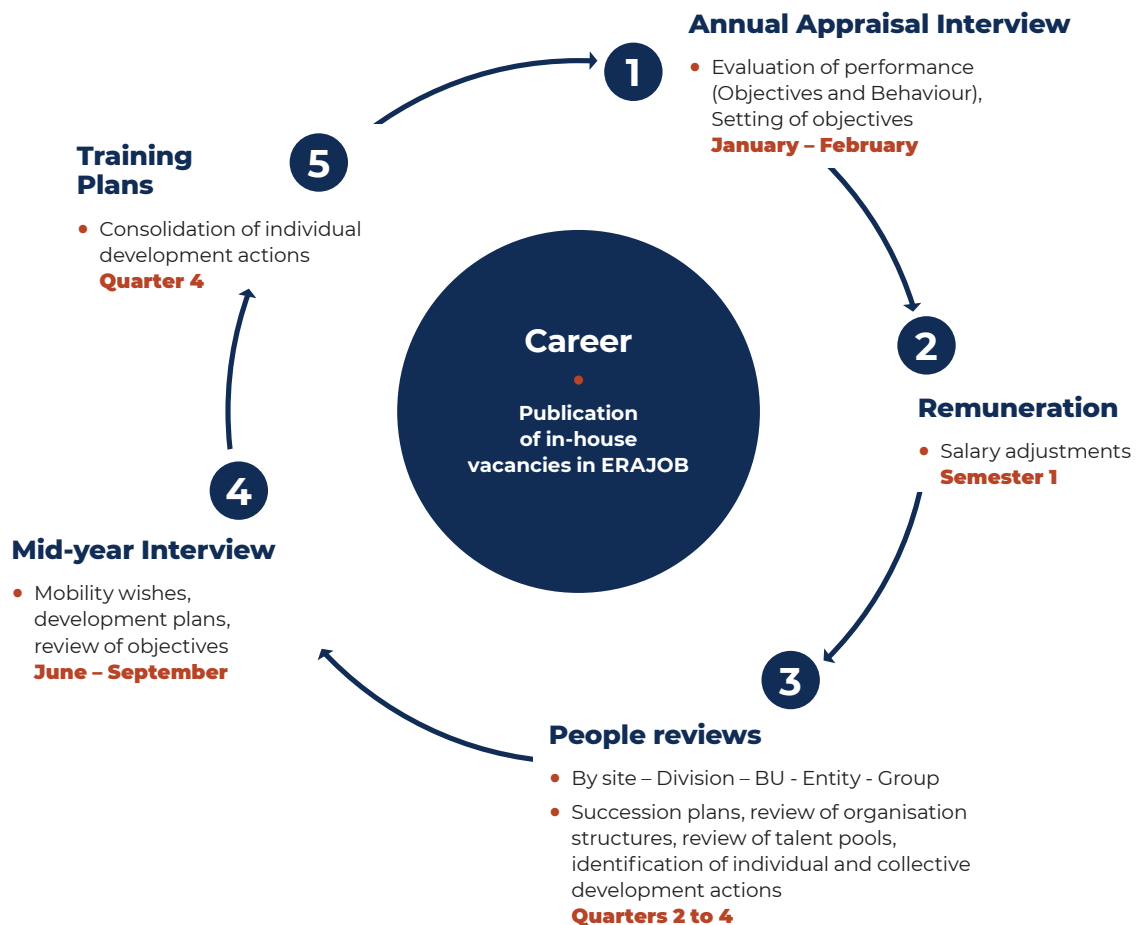 1
Annual Appraisal Interview
• Evaluation of performance
(Objectives and Behaviour),
Setting of objectives
January – February
2
Remuneration
• Salary adjustments
Semester 1
3
People reviews
• By site – Division – BU - Entity - Group
• Succession plans, review of organisation
structures, review of talent pools,
identification of individual and collective
development actions
Quarters 2 to 4
4
Mid-year Interview
• Mobility wishes,
development plans,
review of objectives
June – September
5
Training
Plans
• Consolidation of individual
development actions
Quarter 4
Career
•
Publication
of in-house
vacancies in ERAJOB